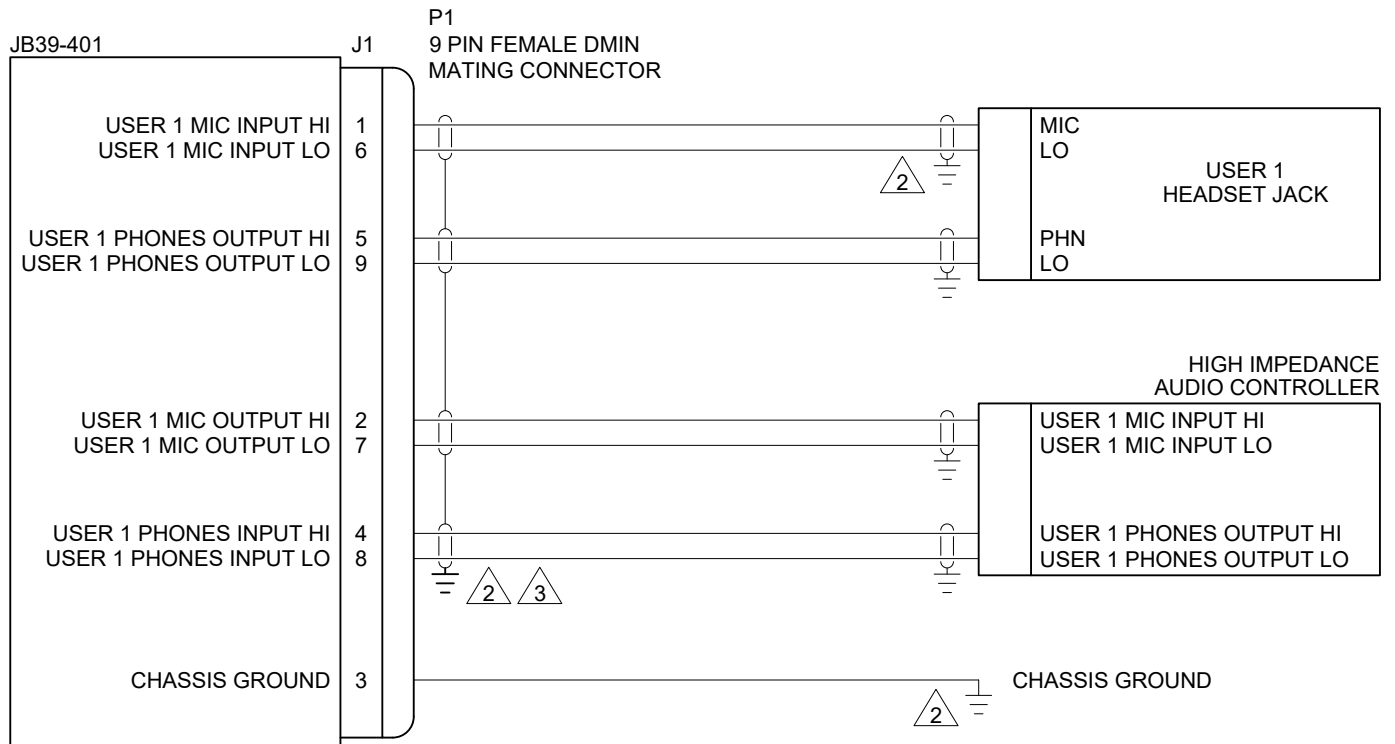 P1
JB39-401 J1 9 PIN FEMALE DMIN
MATING CONNECTOR
USER 1 MIC INPUT HI 1 MIC
USER 1 MIC INPUT LO 6 LO
2
USER 1
HEADSET JACK
USER 1 PHONES OUTPUT HI 5 PHN
USER 1 PHONES OUTPUT LO 9 LO
HIGH IMPEDANCE
AUDIO CONTROLLER
USER 1 MIC OUTPUT HI 2 USER 1 MIC INPUT HI
USER 1 MIC OUTPUT LO 7 USER 1 MIC INPUT LO
USER 1 PHONES INPUT HI 4 USER 1 PHONES OUTPUT HI
USER 1 PHONES INPUT LO 8 USER 1 PHONES OUTPUT LO
2 3
CHASSIS GROUND 3 CHASSIS GROUND
2